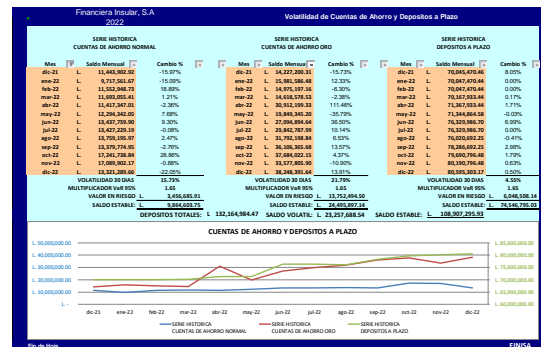 Financiera Insular, S.A
2022
Volatilidad de Cuentas de Ahorro y Depositos a Plazo
SERIE HISTORICA SERIE HISTORICA SERIE HISTORICA
CUENTAS DE AHORRO NORMAL CUENTAS DE AHORRO ORO DEPOSITOS A PLAZO
Mes Saldo Mensual Cambio % Mes Saldo Mensual Cambio % Mes Saldo Mensual Cambio %
dic-21 L. 11,443,902.92 -15.97% dic-21 L. 14,227,200.31 -15.73% dic-21 L. 70,045,470.46 8.05%
ene-22 L. 9,717,561.67 -15.09% ene-22 L. 15,981,586.48 12.33% ene-22 L. 70,045,470.46 0.00%
feb-22 L. 11,552,948.73 18.89% feb-22 L. 14,975,197.16 -6.30% feb-22 L. 70,047,470.47 0.00%
mar-22 L. 11,693,055.41 1.21% mar-22 L. 14,618,578.53 -2.38% mar-22 L. 70,167,933.44 0.17%
abr-22 L. 11,417,347.01 -2.36% abr-22 L. 30,912,199.33 111.46% abr-22 L. 71,367,933.44 1.71%
may-22 L. 12,294,342.05 7.68% may-22 L. 19,849,345.20 -35.79% may-22 L. 71,344,864.58 -0.03%
jun-22 L. 13,437,759.90 9.30% jun-22 L. 27,094,894.64 36.50% jun-22 L. 76,329,986.70 6.99%
jul-22 L. 13,427,229.19 -0.08% jul-22 L. 29,842,787.99 10.14% jul-22 L. 76,329,986.70 0.00%
ago-22 L. 13,759,195.97 2.47% ago-22 L. 31,792,198.84 6.53% ago-22 L. 76,020,692.25 -0.41%
sep-22 L. 13,379,774.95 -2.76% sep-22 L. 36,106,365.68 13.57% sep-22 L. 78,286,692.25 2.98%
oct-22 L. 17,241,738.84 28.86% oct-22 L. 37,684,022.15 4.37% oct-22 L. 79,690,796.48 1.79%
nov-22 L. 17,089,902.17 -0.88% nov-22 L. 33,577,805.90 -10.90% nov-22 L. 80,190,796.48 0.63%
dic-22 L. 13,321,289.66 -22.05% dic-22 L. 38,248,391.64 13.91% dic-22 L. 80,595,303.17 0.50%
VOLATILIDAD 30 DIAS 15.73% VOLATILIDAD 30 DIAS 21.79% VOLATILIDAD 30 DIAS 4.55%
MULTIPLICADOR VaR 95% 1.65 MULTIPLICADOR VaR 95% 1.65 MULTIPLICADOR VaR 95% 1.65
VALOR EN RIESGO L. 3,456,685.91 VALOR EN RIESGO L. 13,752,494.50 VALOR EN RIESGO L. 6,048,508.14
SALDO ESTABLE: L. 9,864,603.75 SALDO ESTABLE: L. 24,495,897.14 SALDO ESTABLE: L. 74,546,795.03
DEPOSITOS TOTALES: L 132,164,984.47 SALDO VOLATIL: L 23,257,688.54 SALDO ESTABLE: L 108,907,295.93
CUENTAS DE AHORRO Y DEPOSITOS A PLAZO
L. 50,000,000.00 L. 85,000,000.00
L. 40,000,000.00 L. 80,000,000.00
L. 30,000,000.00 L. 75,000,000.00
L. 20,000,000.00 L. 70,000,000.00
L. 10,000,000.00 L. 65,000,000.00
L. - L. 60,000,000.00
dic-21 ene-22 feb-22 mar-22 abr-22 may-22 jun-22 jul-22 ago-22 sep-22 oct-22 nov-22 dic-22
SERIE HISTORICA SERIE HISTORICA SERIE HISTORICA
CUENTAS DE AHORRO NORMAL CUENTAS DE AHORRO ORO DEPOSITOS A PLAZO
Fin de Hoja FINISA